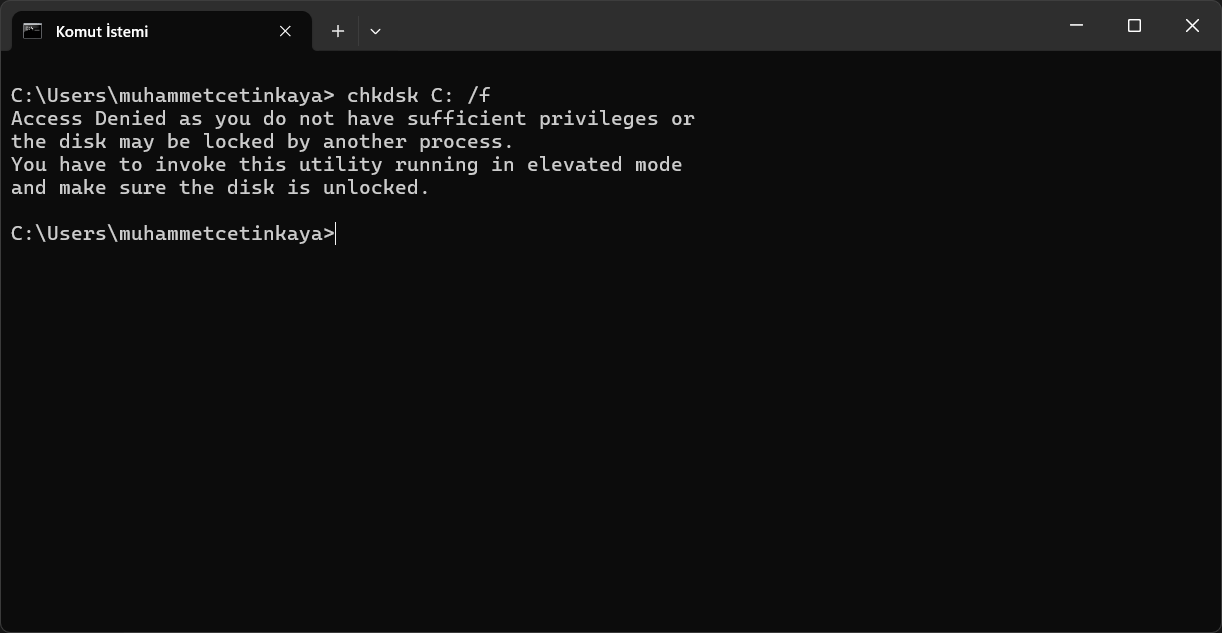 Komut İstemi
C:\Users\muhammetcetinkaya> chkdsk C: /f
Access Denied as you do not have sufficient privileges or
the disk may be locked by another process.
You have to invoke this utility running in elevated mode
and make sure the disk is unlocked.
C:\Users\muhammetcetinkaya>